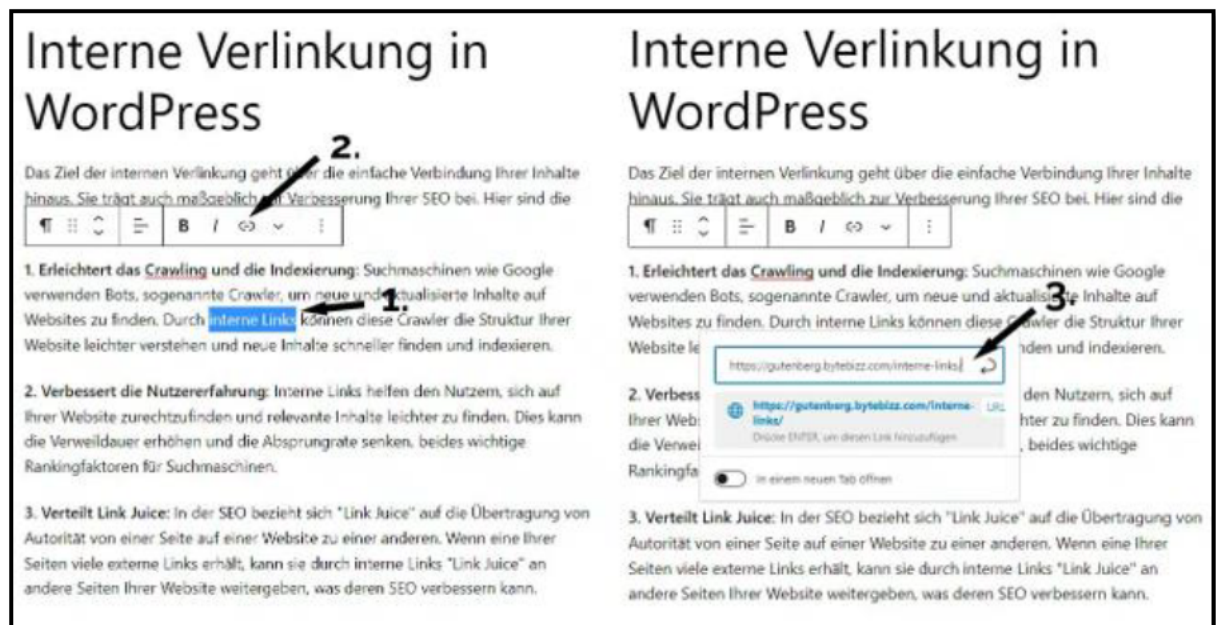 Interne Verlinkung in
WordPress
2.
Das Ziel der internen Verlinkung geht über die einfache Verbindung Ihrer Inhalte
hinaus. Sie trägt auch maßgeblich zur Verbesserung Ihrer SEO bei. Hier sind die
B I
1. Erleichtert das Crawling und die Indexierung: Suchmaschinen wie Google
verwenden Bots, sogenannte Crawler, um neue und aktualisierte Inhalte auf
1.
Websites zu finden. Durch interne Links können diese Crawler die Struktur Ihrer
Website leichter verstehen und neue Inhalte schneller finden und indexieren.
2. Verbessert die Nutzererfahrung: Interne Links helfen den Nutzern, sich auf
Ihrer Website zurechtzufinden und relevante Inhalte leichter zu finden. Dies kann
die Verweildauer erhöhen und die Absprungrate senken, beides wichtige
Rankingfaktoren für Suchmaschinen.
3. Verteilt Link Juice: In der SEO bezieht sich "Link Juice" auf die Übertragung von
Autorität von einer Seite auf einer Website zu einer anderen. Wenn eine Ihrer
Seiten viele externe Links erhält, kann sie durch interne Links "Link Juice" an
andere Seiten Ihrer Website weitergeben, was deren SEO verbessern kann.
Interne Verlinkung in
WordPress
Das Ziel der internen Verlinkung geht über die einfache Verbindung Ihrer Inhalte
hinaus. Sie trägt auch maßgeblich zur Verbesserung Ihrer SEO bei. Hier sind die
B I
1. Erleichtert das Crawling und die Indexierung: Suchmaschinen wie Google
verwenden Bots, sogenannte Crawler, um neue und aktualisierte Inhalte auf
3.
Websites zu finden. Durch interne Links können diese Crawler die Struktur Ihrer
Website le nden und indexieren.
https://gutenberg.bytebizz.com/interne-links/
2. Verbess den Nutzern, sich auf
https://gutenberg.bytebizz.com/interne- URL
Ihrer Web hter zu finden. Dies kann
links/
Drücke ENTER, um diesen Link hinzuzufügen
die Verwei , beides wichtige
Rankingfa
In einem neuen Tab öffnen
3. Verteilt Link Juice: In der SEO bezieht sich "Link Juice" auf die Übertragung von
Autorität von einer Seite auf einer Website zu einer anderen. Wenn eine Ihrer
Seiten viele externe Links erhält, kann sie durch interne Links "Link Juice" an
andere Seiten Ihrer Website weitergeben, was deren SEO verbessern kann.